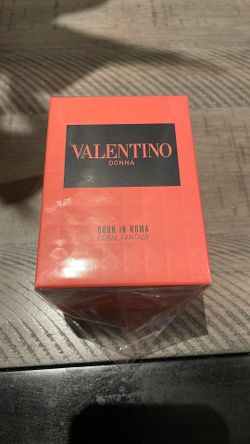 VALENTINO
DONNA
BORN IN ROMA
CORAL FANTASY